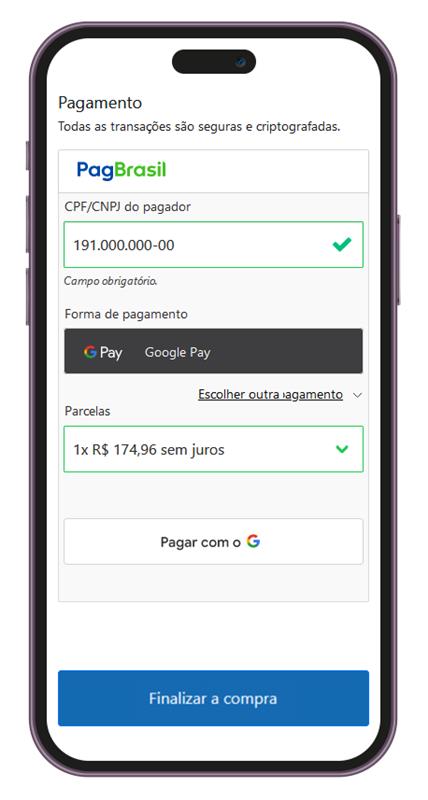 Pagamento
Todas as transações são seguras e criptografadas.
PagBrasil
CPF/CNPJ do pagador
191.000.000-00
Campo obrigatório.
Forma de pagamento
G Pay Google Pay
Escolher outra agamento
Parcelas
1x R$ 174,96 sem juros
Pagar com o G
Finalizar a compra